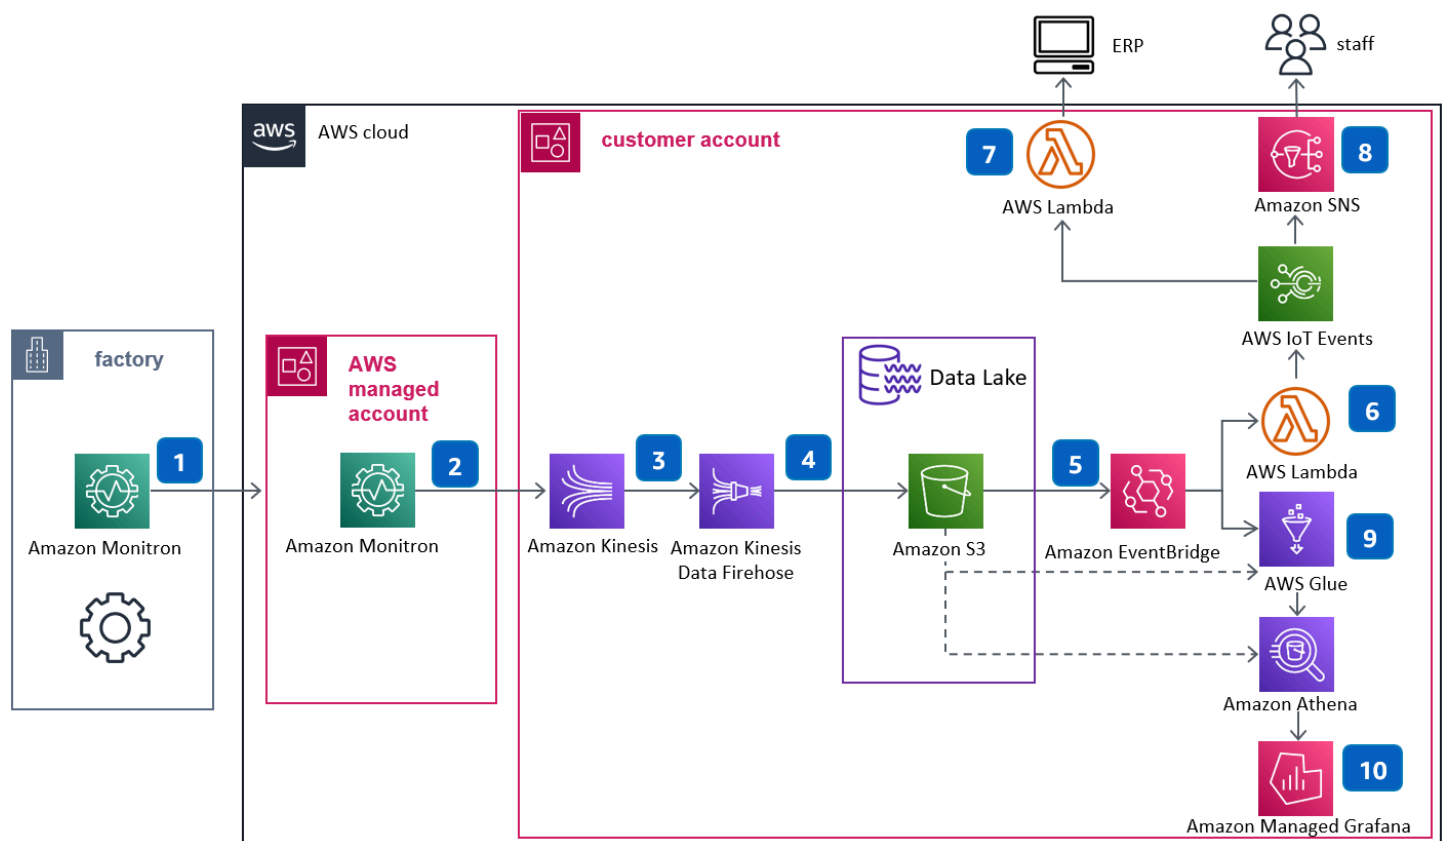 ERP
staff
aws
AWS cloud
customer account
7
8
AWS Lambda
Amazon SNS
factory
AWS
managed
account
AWS IoT Events
Data Lake
6
1
2
3
4
5
AWS Lambda
Amazon Monitron
Amazon Monitron
Amazon Kinesis
Amazon Kinesis
Data Firehose
Amazon S3
Amazon EventBridge
9
AWS Glue
Amazon Athena
10
Amazon Managed Grafana